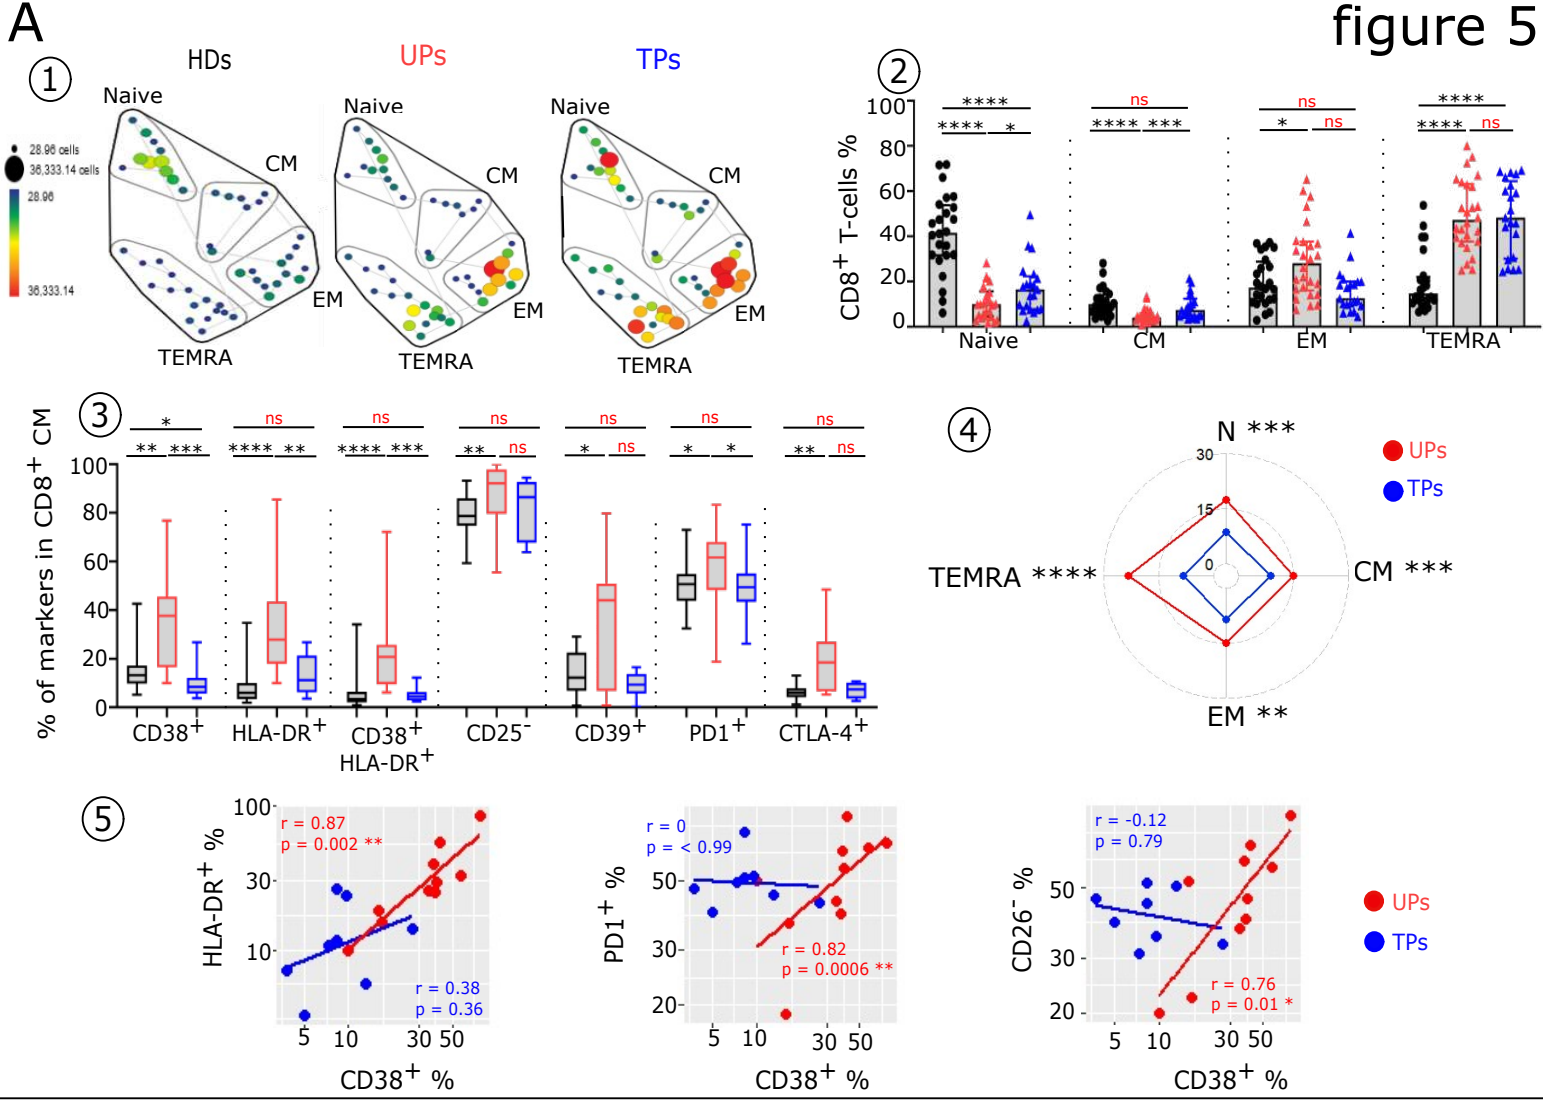 A
figure 5
1
HDs
UPs
TPs
Naive
CM
EM
TEMRA
Naive
CM
EM
TEMRA
Naive
CM
EM
TEMRA
28.96 cells
36,333.14 cells
28.96
36,333.14
2
CD8+ T-cells %
100
80
60
40
20
0
****
**** *
ns
**** ***
ns
* ns
****
**** ns
Naive CM EM TEMRA
3
% of markers in CD8+ CM
100
80
60
40
20
0
* ns ns ns ns ns ns
** *** **** ** **** *** ** ns * ns * * ** ns
CD38+ HLA-DR+ CD38+ HLA-DR+ CD25- CD39+ PD1+ CTLA-4+
4
N ***
30
15
0
TEMRA ****
CM ***
EM **
UPs
TPs
5
HLA-DR+ %
100
30
10
r = 0.87
p = 0.002 **
r = 0.38
p = 0.36
5 10 30 50
CD38+ %
PD1+ %
50
30
20
r = 0
p = < 0.99
r = 0.82
p = 0.0006 **
5 10 30 50
CD38+ %
CD26- %
50
30
20
r = -0.12
p = 0.79
r = 0.76
p = 0.01 *
5 10 30 50
CD38+ %
UPs
TPs